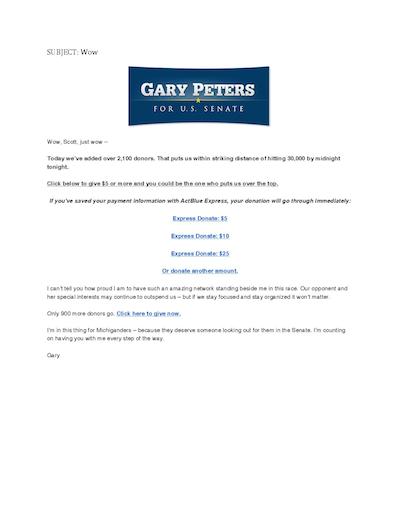 SUBJECT: Wow
GARY PETERS
FOR U.S. SENATE
Wow, Scott, just wow --
Today we've added over 2,100 donors. That puts us within striking distance of hitting 30,000 by midnight
tonight.
Click below to give $5 or more and you could be the one who puts us over the top.
If you've saved your payment information with ActBlue Express, your donation will go through immediately:
Express Donate: $5
Express Donate: $10
Express Donate: $25
Or donate another amount.
I can't tell you how proud I am to have such an amazing network standing beside me in this race. Our opponent and
her special interests may continue to outspend us – but if we stay focused and stay organized it won't matter.
Only 900 more donors go. Click here to give now.
I'm in this thing for Michiganders – because they deserve someone looking out for them in the Senate. I'm counting
on having you with me every step of the way.
Gary